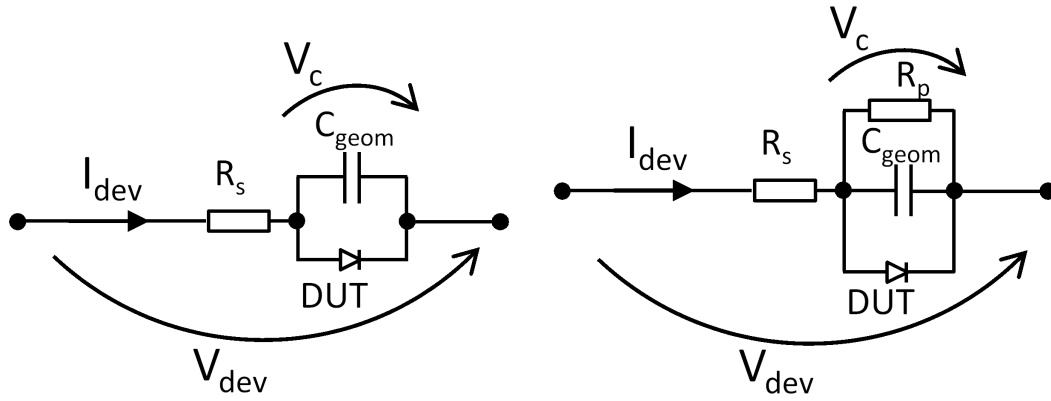 V_c
C_geom
I_dev
R_s
DUT
V_dev
V_c
R_p
C_geom
I_dev
R_s
DUT
V_dev